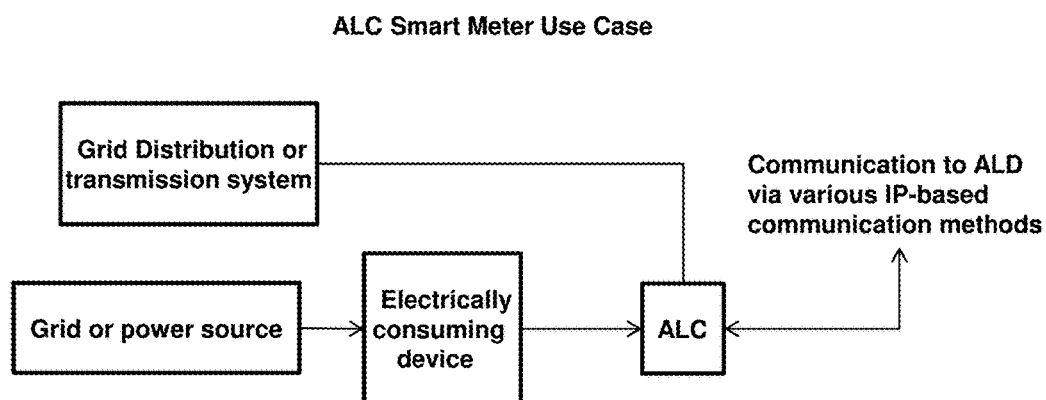 ALC Smart Meter Use Case
Grid Distribution or
transmission system
Communication to ALD
via various IP-based
communication methods
Grid or power source
Electrically
consuming
device
ALC